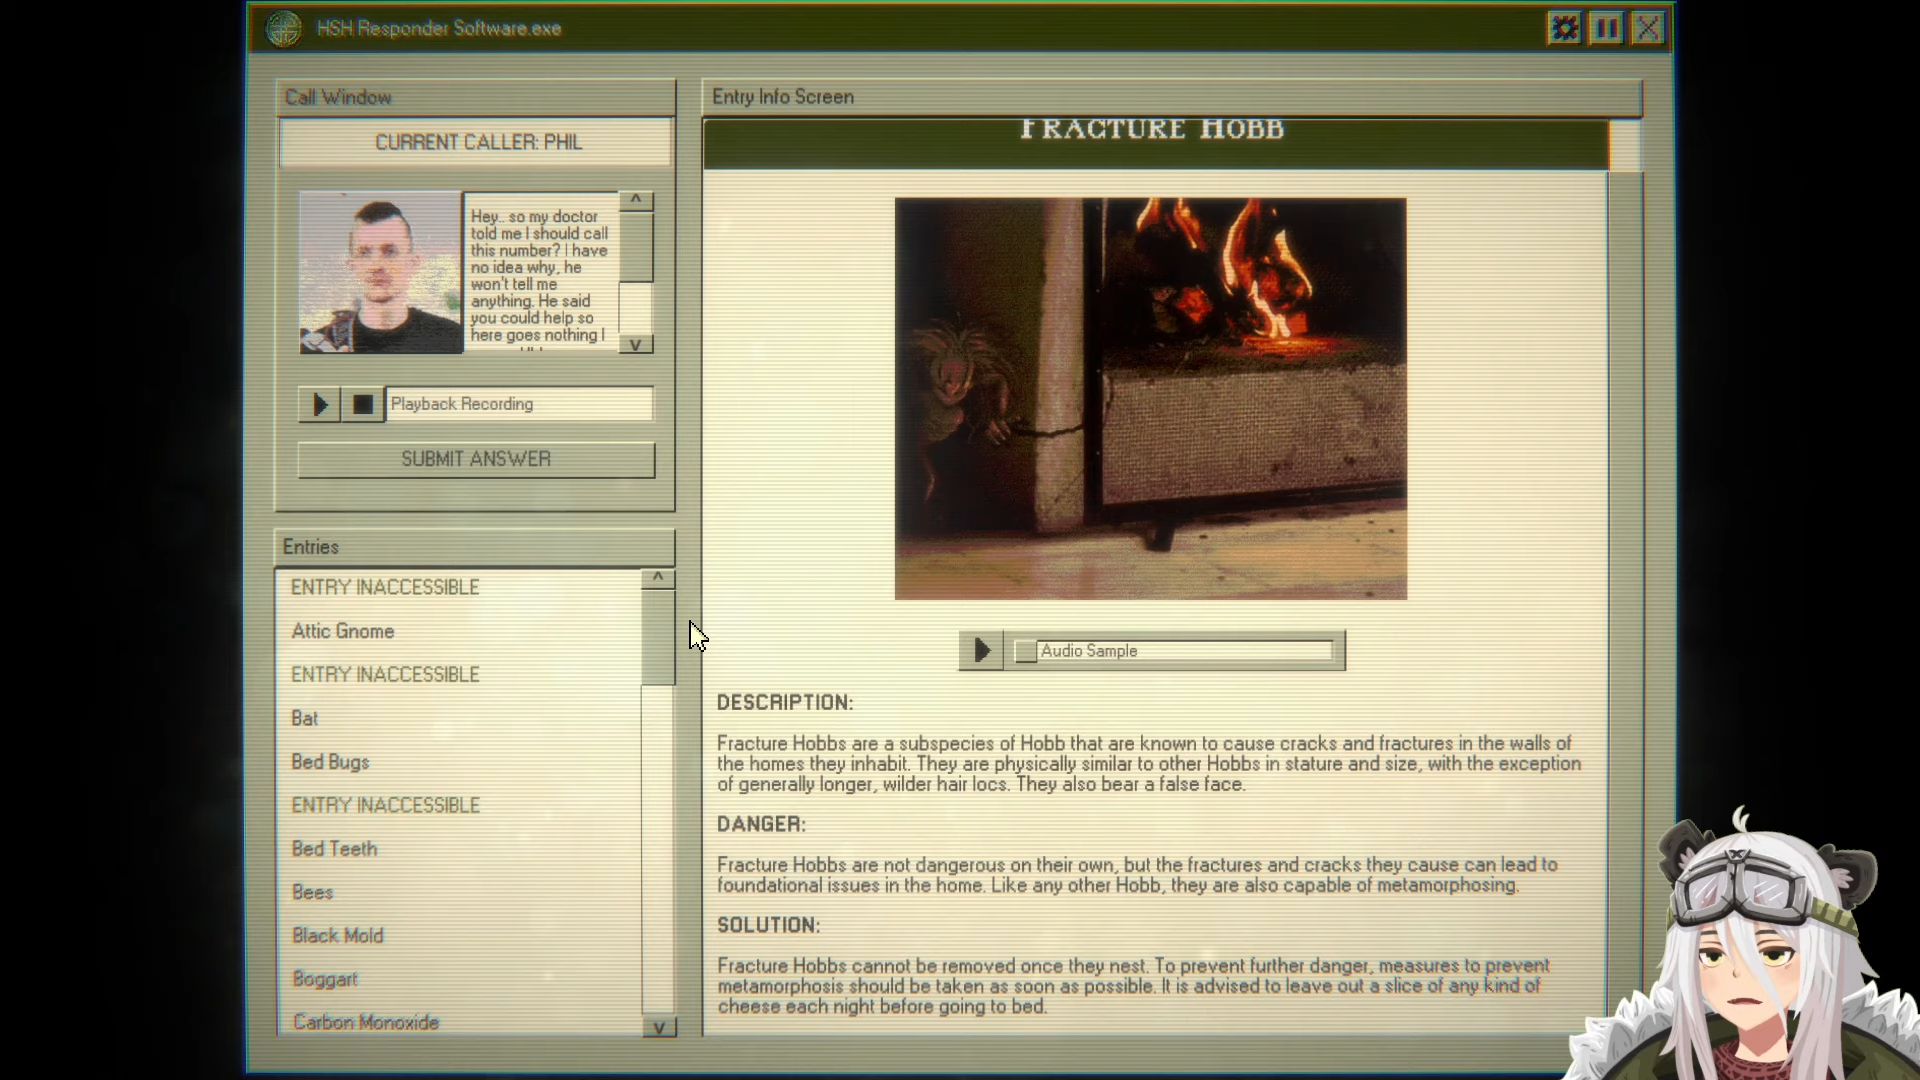 HSH Responder Software.exe
Call Window
CURRENT CALLER: PHIL
Hey.. so my doctor
told me I should call
this number? I have
no idea why, he
won't tell me
anything. He said
you could help so
here goes nothing I
Playback Recording
SUBMIT ANSWER
Entries
ENTRY INACCESSIBLE
Attic Gnome
ENTRY INACCESSIBLE
Bat
Bed Bugs
ENTRY INACCESSIBLE
Bed Teeth
Bees
Black Mold
Boggart
Carbon Monoxide
Entry Info Screen
FRACTURE HOBB
Audio Sample
DESCRIPTION:
Fracture Hobbs are a subspecies of Hobb that are known to cause cracks and fractures in the walls of
the homes they inhabit. They are physically similar to other Hobbs in stature and size, with the exception
of generally longer, wilder hair locs. They also bear a false face.
DANGER:
Fracture Hobbs are not dangerous on their own, but the fractures and cracks they cause can lead to
foundational issues in the home. Like any other Hobb, they are also capable of metamorphosing.
SOLUTION:
Fracture Hobbs cannot be removed once they nest. To prevent further danger, measures to prevent
metamorphosis should be taken as soon as possible. It is advised to leave out a slice of any kind of
cheese each night before going to bed.